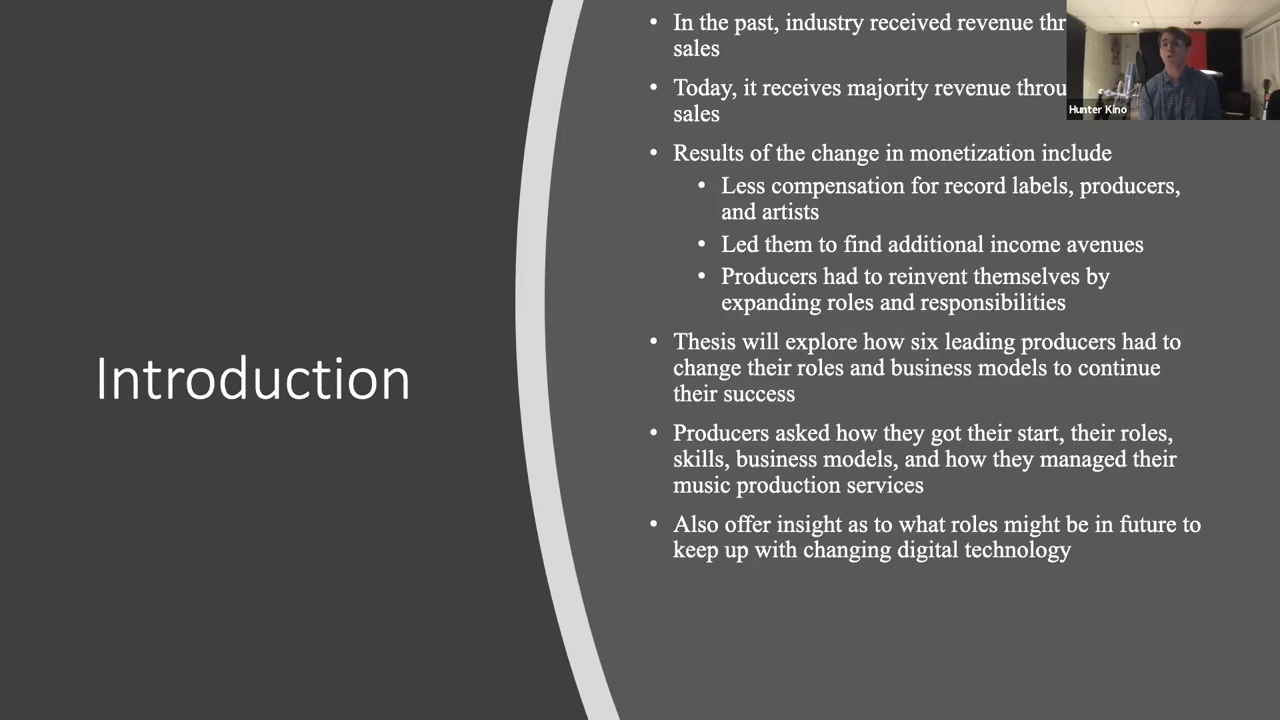 Introduction
• In the past, industry received revenue
sales
• Today, it receives majority revenue
sales
• Results of the change in monetization include
• Less compensation for record labels, producers,
and artists
• Led them to find additional income avenues
• Producers had to reinvent themselves by
expanding roles and responsibilities
• Thesis will explore how six leading producers had to
change their roles and business models to continue
their success
• Producers asked how they got their start, their roles,
skills, business models, and how they managed their
music production services
• Also offer insight as to what roles might be in future to
keep up with changing digital technology
Hunter Kino